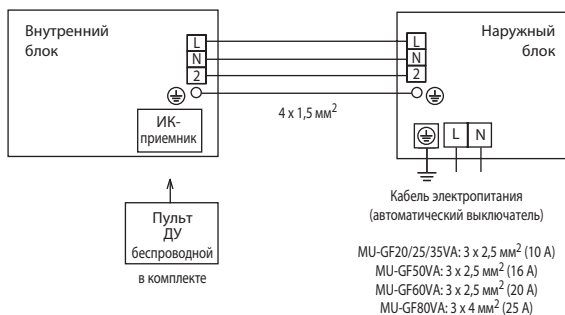 Внутренний
блок
L
N
2
ИК-
приемник
Пульт
ДУ
беспроводной
в комплекте
4 x 1,5 мм²
Наружный
блок
L
N
2
L N
Кабель электропитания
(автоматический выключатель)
MU-GF20/25/35VA: 3 x 2,5 мм² (10 А)
MU-GF50VA: 3 x 2,5 мм² (16 А)
MU-GF60VA: 3 x 2,5 мм² (20 А)
MU-GF80VA: 3 x 4 мм² (25 А)